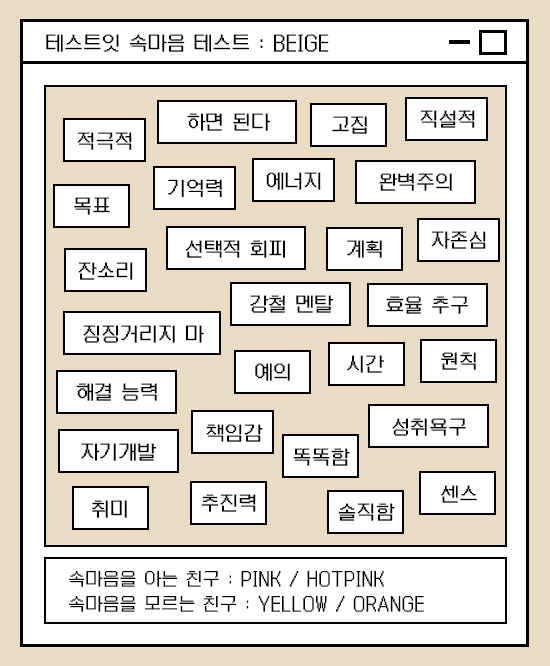 테스트잇 속마음 테스트 : BEIGE
적극적
하면 된다
고집
직설적
목표
기억력
에너지
완벽주의
잔소리
선택적 회피
계획
자존심
징징거리지 마
강철 멘탈
효율 추구
해결 능력
예의
시간
원칙
자기개발
책임감
똑똑함
성취욕구
취미
추진력
솔직함
센스
속마음을 아는 친구 : PINK / HOTPINK
속마음을 모르는 친구 : YELLOW / ORANGE